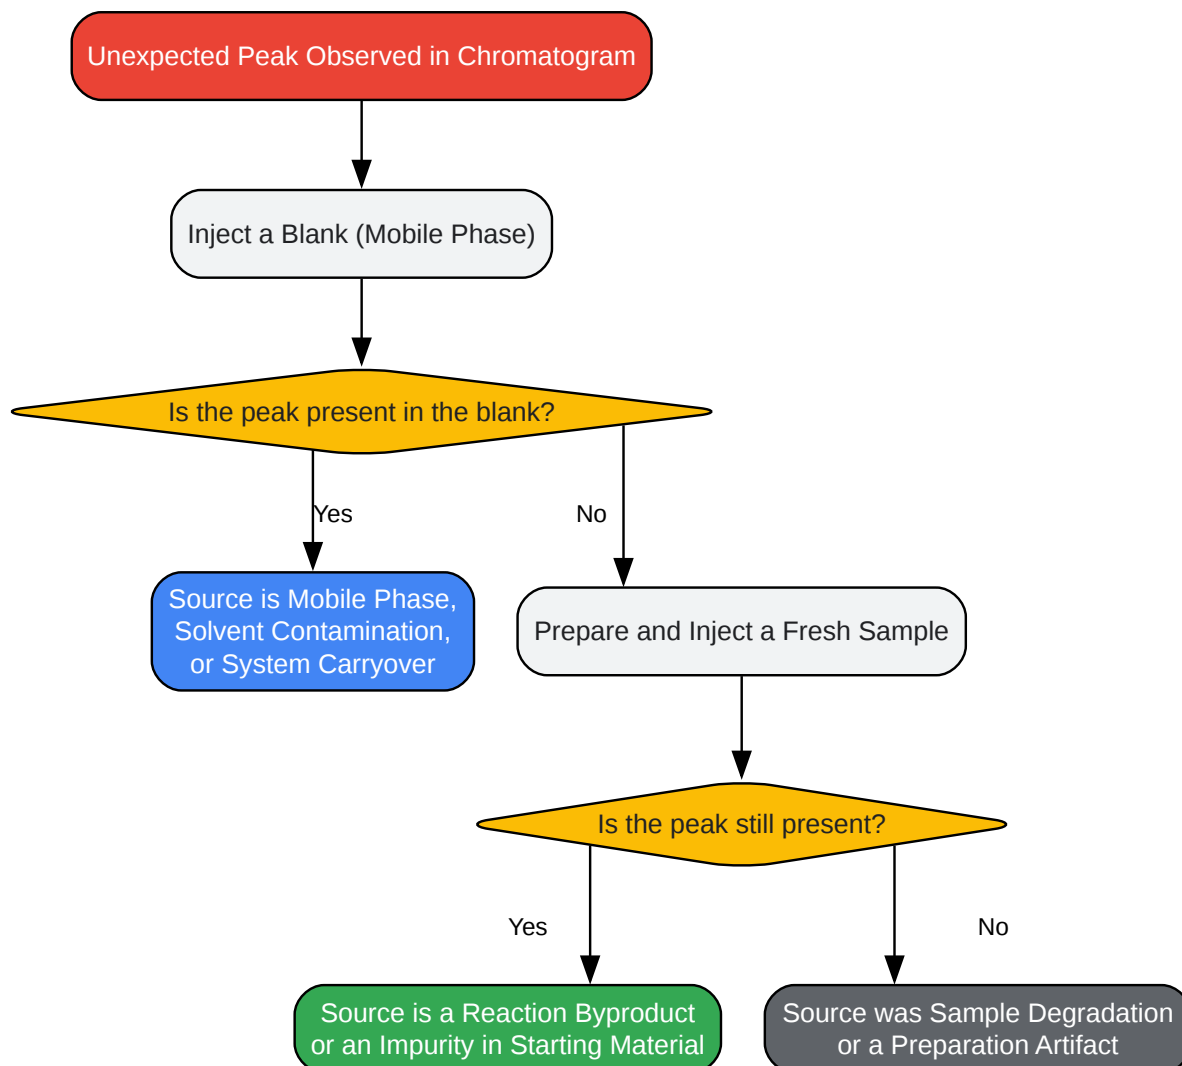 Unexpected Peak Observed in Chromatogram
Inject a Blank (Mobile Phase)
Is the peak present in the blank?
Yes
No
Source is Mobile Phase,
Solvent Contamination,
or System Carryover
Prepare and Inject a Fresh Sample
Is the peak still present?
Yes
No
Source is a Reaction Byproduct
or an Impurity in Starting Material
Source was Sample Degradation
or a Preparation Artifact